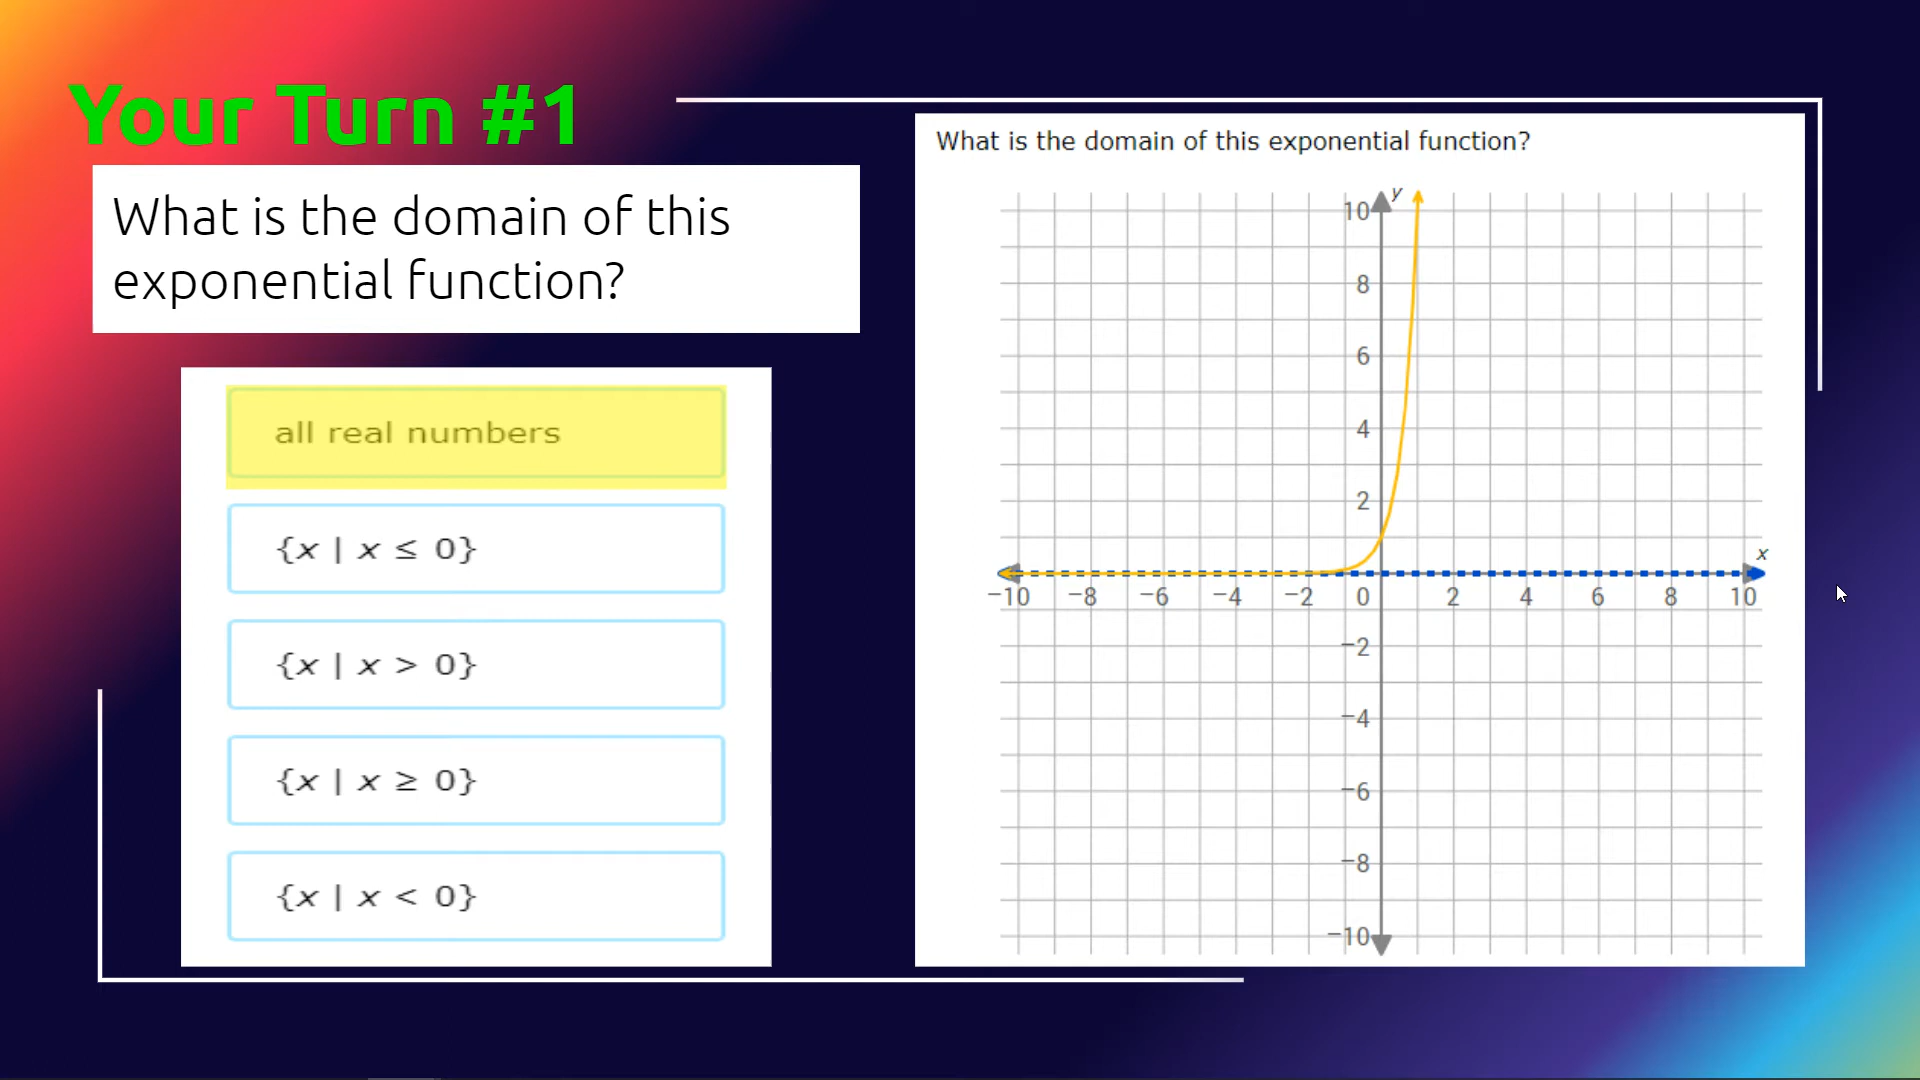 Your Turn #1
What is the domain of this
exponential function?
all real numbers
{x | x ≤ 0}
{x | x > 0}
{x | x ≥ 0}
{x | x < 0}
What is the domain of this exponential function?
y
10
8
6
4
2
x
−10 −8 −6 −4 −2 0 2 4 6 8 10
−2
−4
−6
−8
−10